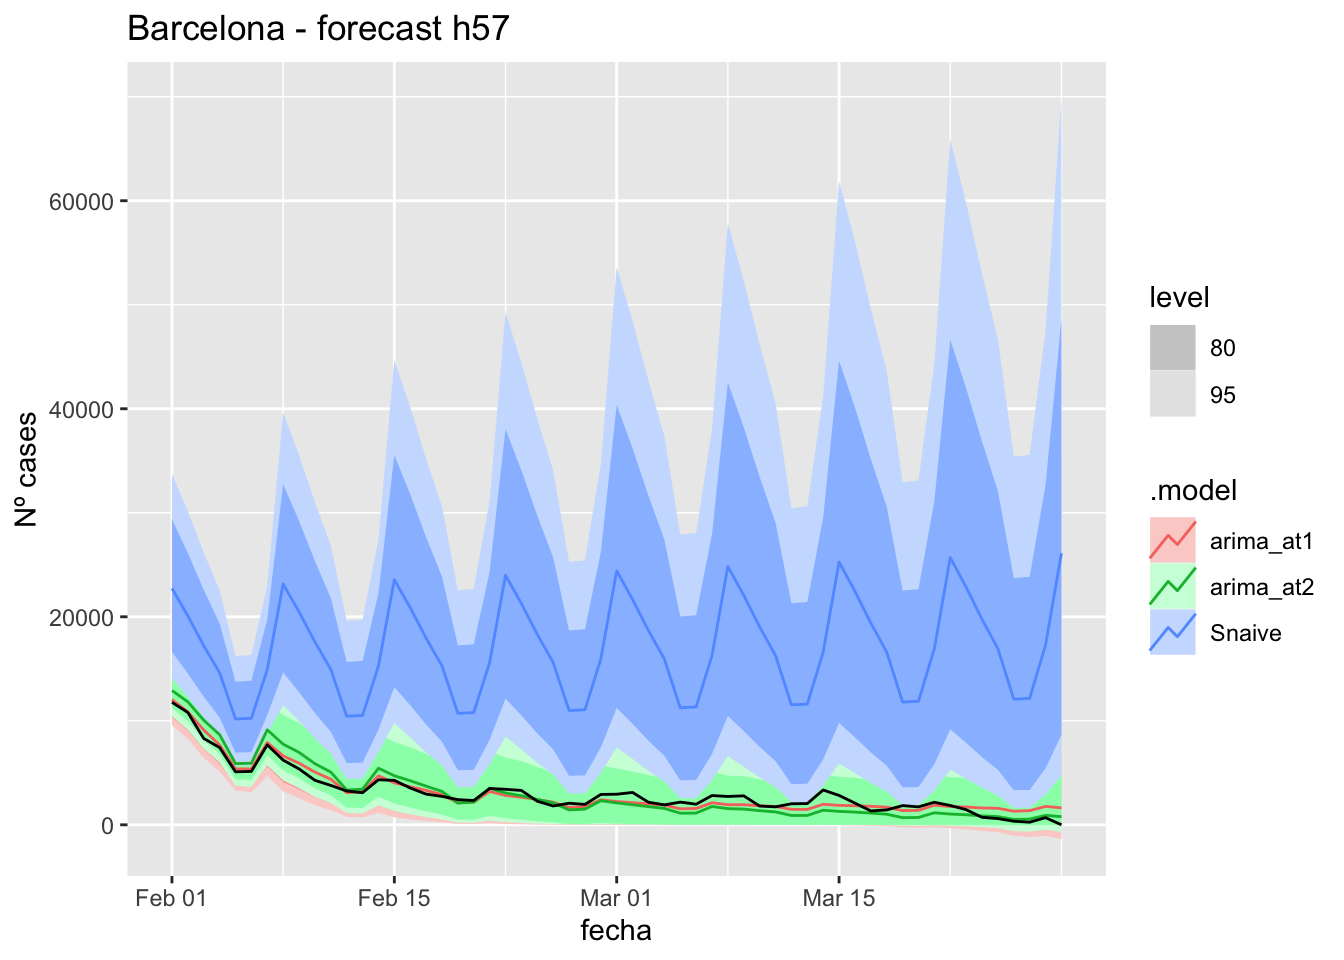 Barcelona - forecast h57
60000
40000
20000
0
Nº cases
Feb 01
Feb 15
Mar 01
Mar 15
fecha
level
80
95
.model
arima_at1
arima_at2
Snaive